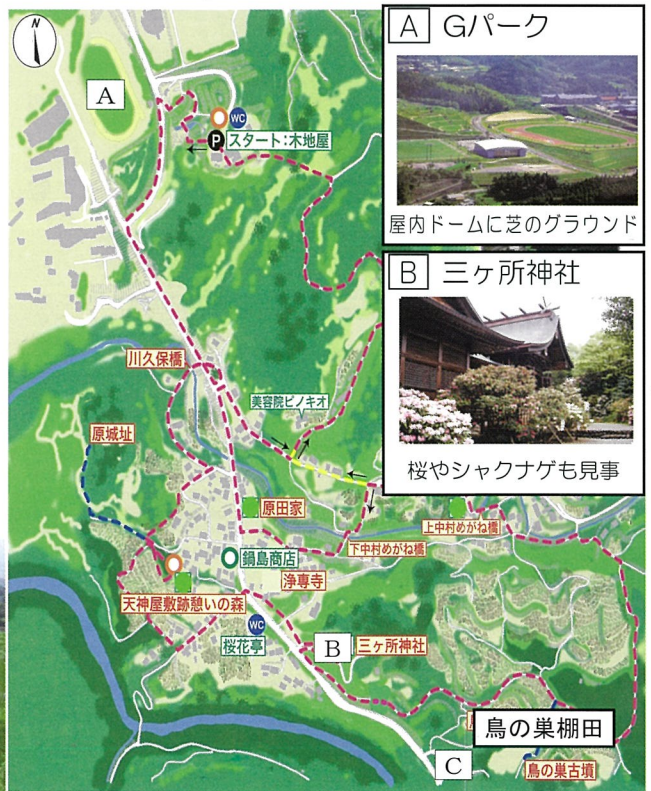 N
A Gパーク
屋内ドームに芝のグラウンド
B 三ヶ所神社
桜やシャクナゲも見事
A
WC
P スタート：木地屋
川久保橋
美容院ピノキオ
原城址
原田家
上中村めがね橋
下中村めがね橋
鍋島商店
浄専寺
天神屋敷跡憩いの森
WC
桜花亭
B 三ヶ所神社
鳥の巣棚田
C
鳥の巣古墳